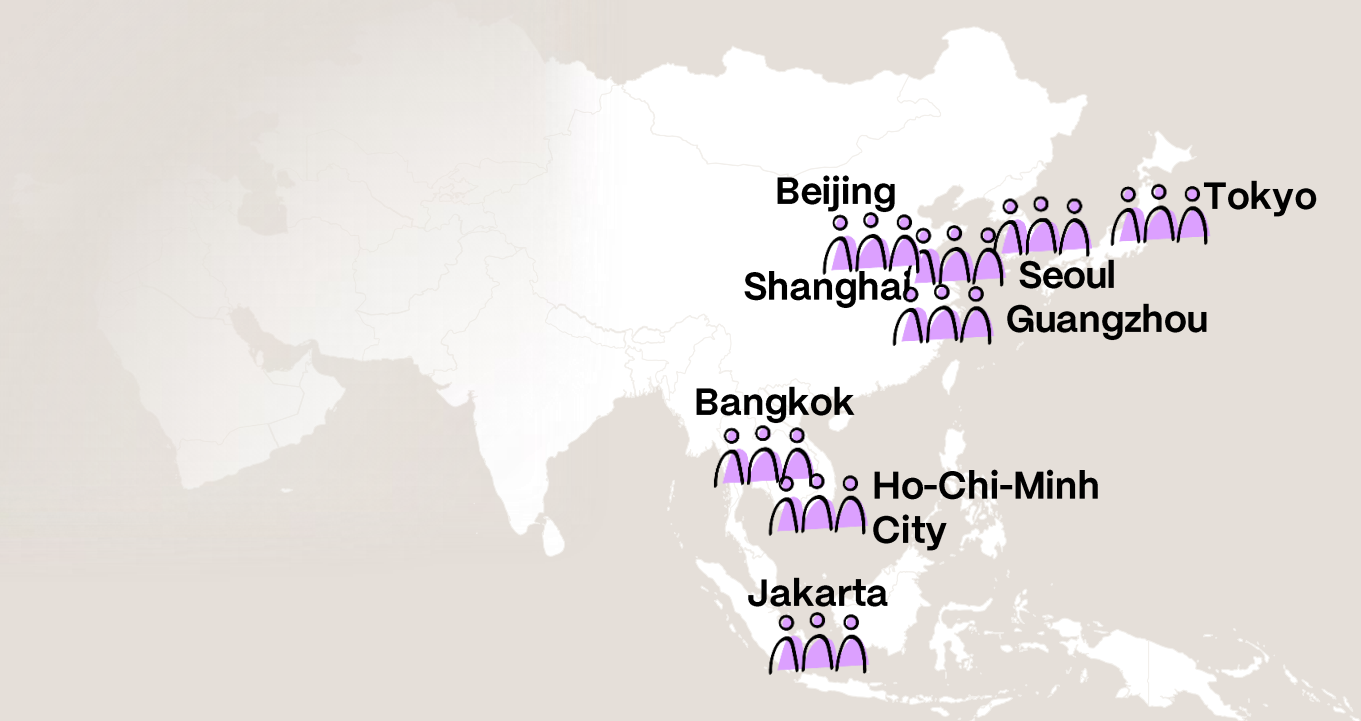 Beijing
Tokyo
Shanghai
Seoul
Guangzhou
Bangkok
Ho-Chi-Minh
City
Jakarta